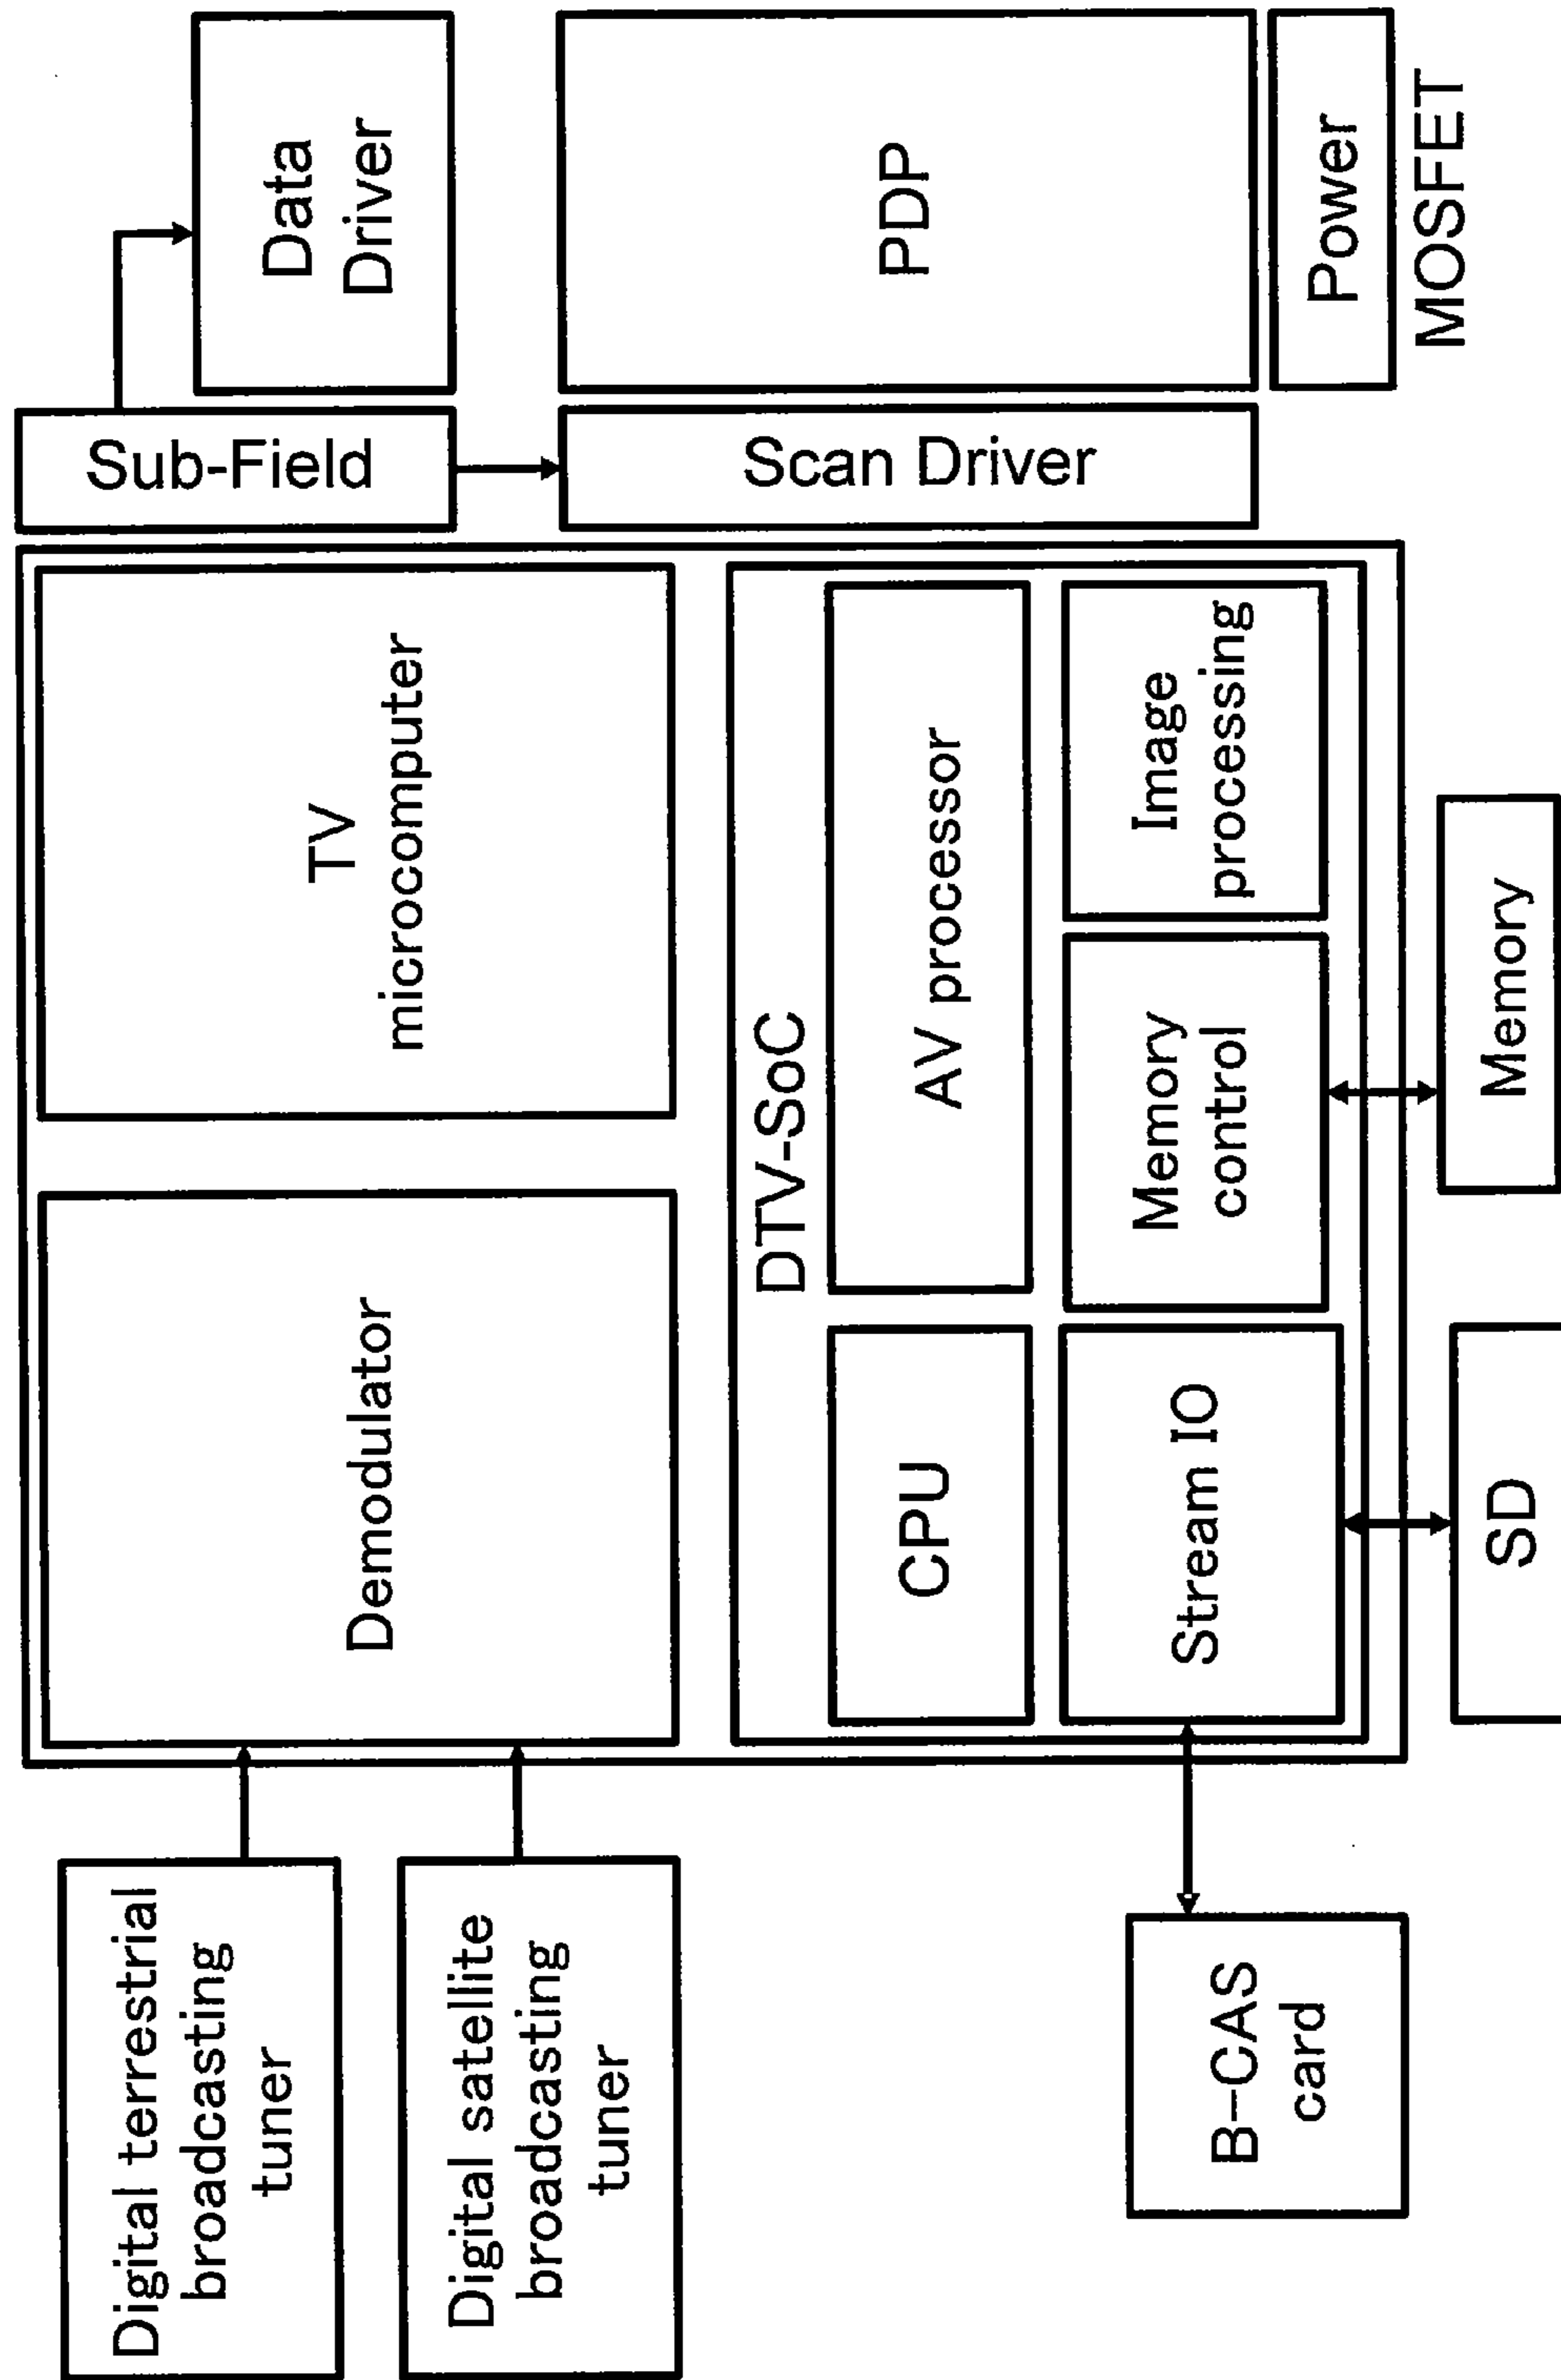 Digital terrestrial
broadcasting
tuner
Digital satellite
broadcasting
tuner
B-CAS
card
Demodulator
TV
microcomputer
DTV-SoC
CPU
AV processor
Stream IO
Memory
control
Image
processing
SD
Memory
Sub-Field
Scan Driver
Data
Driver
PDP
Power
MOSFET